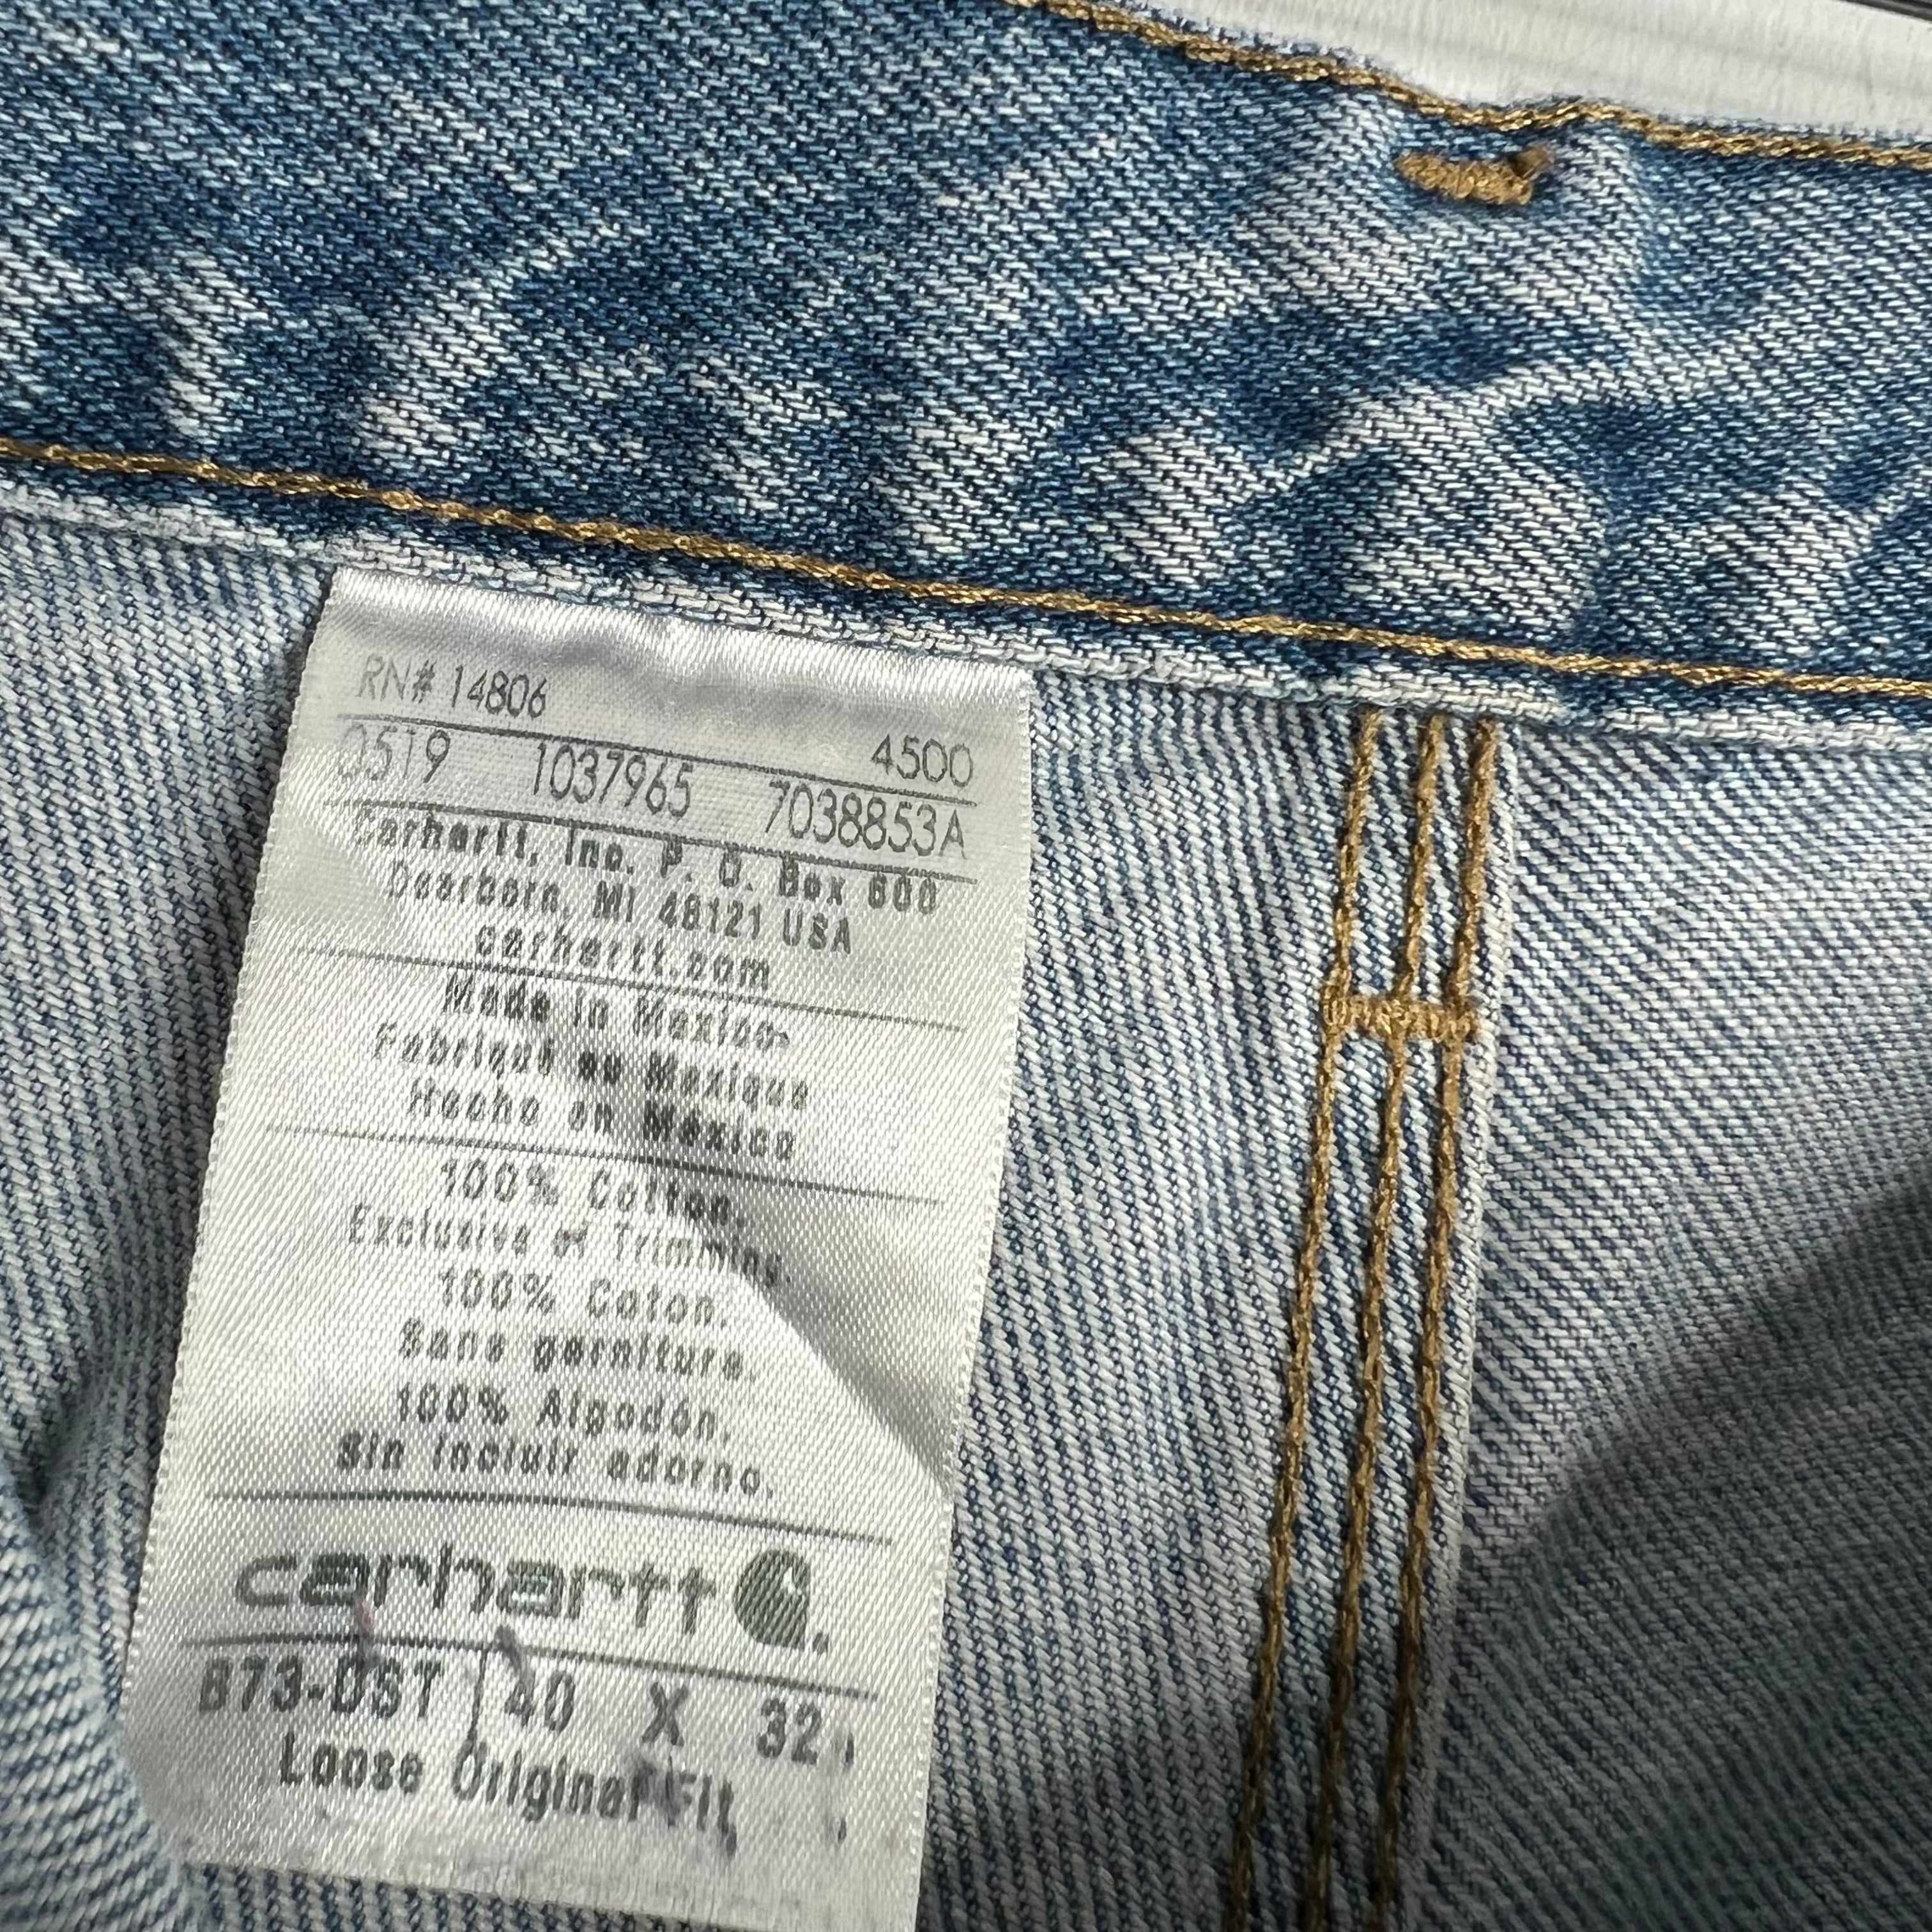 RN# 14806
4500
0519 1037965 7038853A
Carhartt, Inc. P. O. Box 600
Dearborn, MI 48121 USA
carhartt.com
Made in Mexico
Fabriqué au Mexique
Hecho en México
100% Cotton.
Exclusive of Trimming.
100% Coton.
Sans garniture.
100% Algodón.
Sin incluir adorno.
carhartt
B73-DST 40 X 32
Loose Original Fit